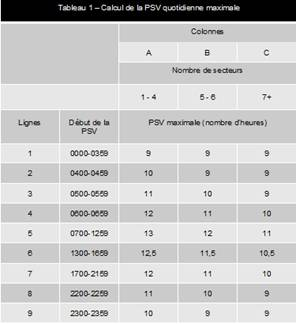 Tableau 1 – Calcul de la PSV quotidienne maximale
Colonnes
A B C
Nombre de secteurs
1 - 4 5 - 6 7+
Lignes Début de la PSV PSV maximale (nombre d'heures)
1 0000-0359 9 9 9
2 0400-0459 10 9 9
3 0500-0559 11 10 9
4 0600-0659 12 11 10
5 0700-1259 13 12 11
6 1300-1659 12,5 11,5 10,5
7 1700-2159 12 11 10
8 2200-2259 11 10 9
9 2300-2359 10 9 9